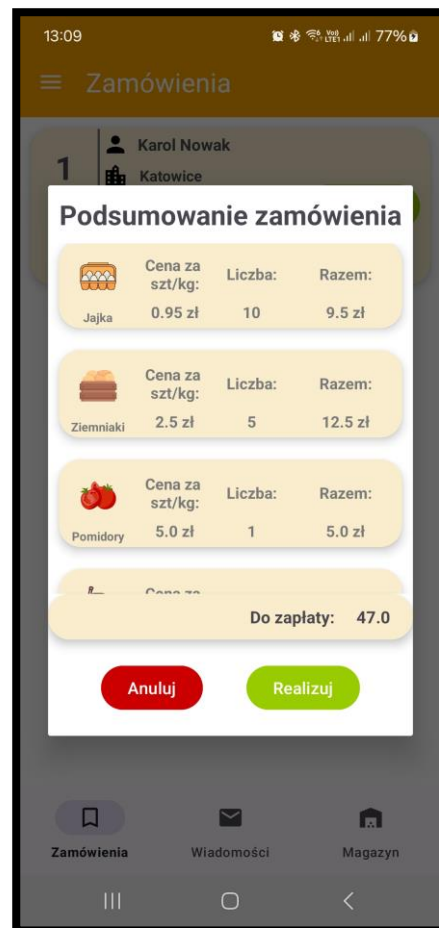 13:09
77%
Zamówienia
1
Karol Nowak
Katowice
Podsumowanie zamówienia
Cena za szt/kg: Liczba: Razem:
Jajka 0.95 zł 10 9.5 zł
Cena za szt/kg: Liczba: Razem:
Ziemniaki 2.5 zł 5 12.5 zł
Cena za szt/kg: Liczba: Razem:
Pomidory 5.0 zł 1 5.0 zł
Cena za
Do zapłaty: 47.0
Anuluj Realizuj
Zamówienia Wiadomości Magazyn